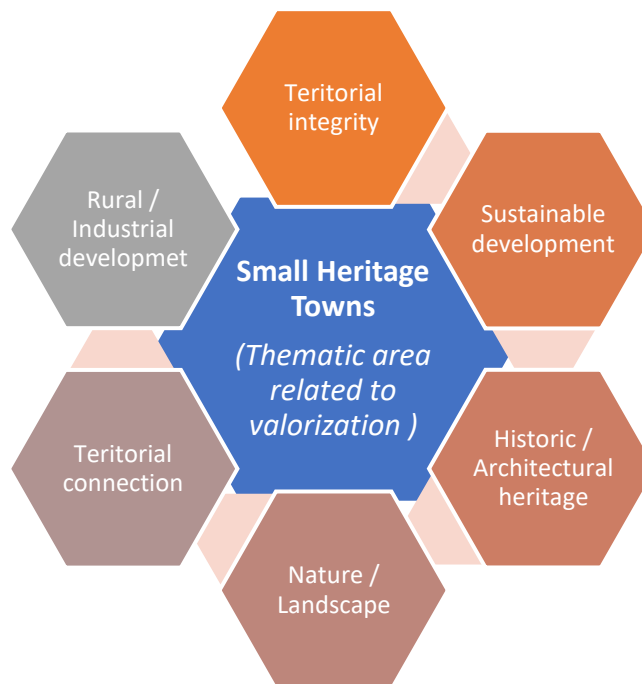 Teritorial
integrity
Rural /
Industrial
developmet
Sustainable
development
Small Heritage
Towns
(Thematic area
related to
valorization )
Teritorial
connection
Historic /
Architectural
heritage
Nature /
Landscape